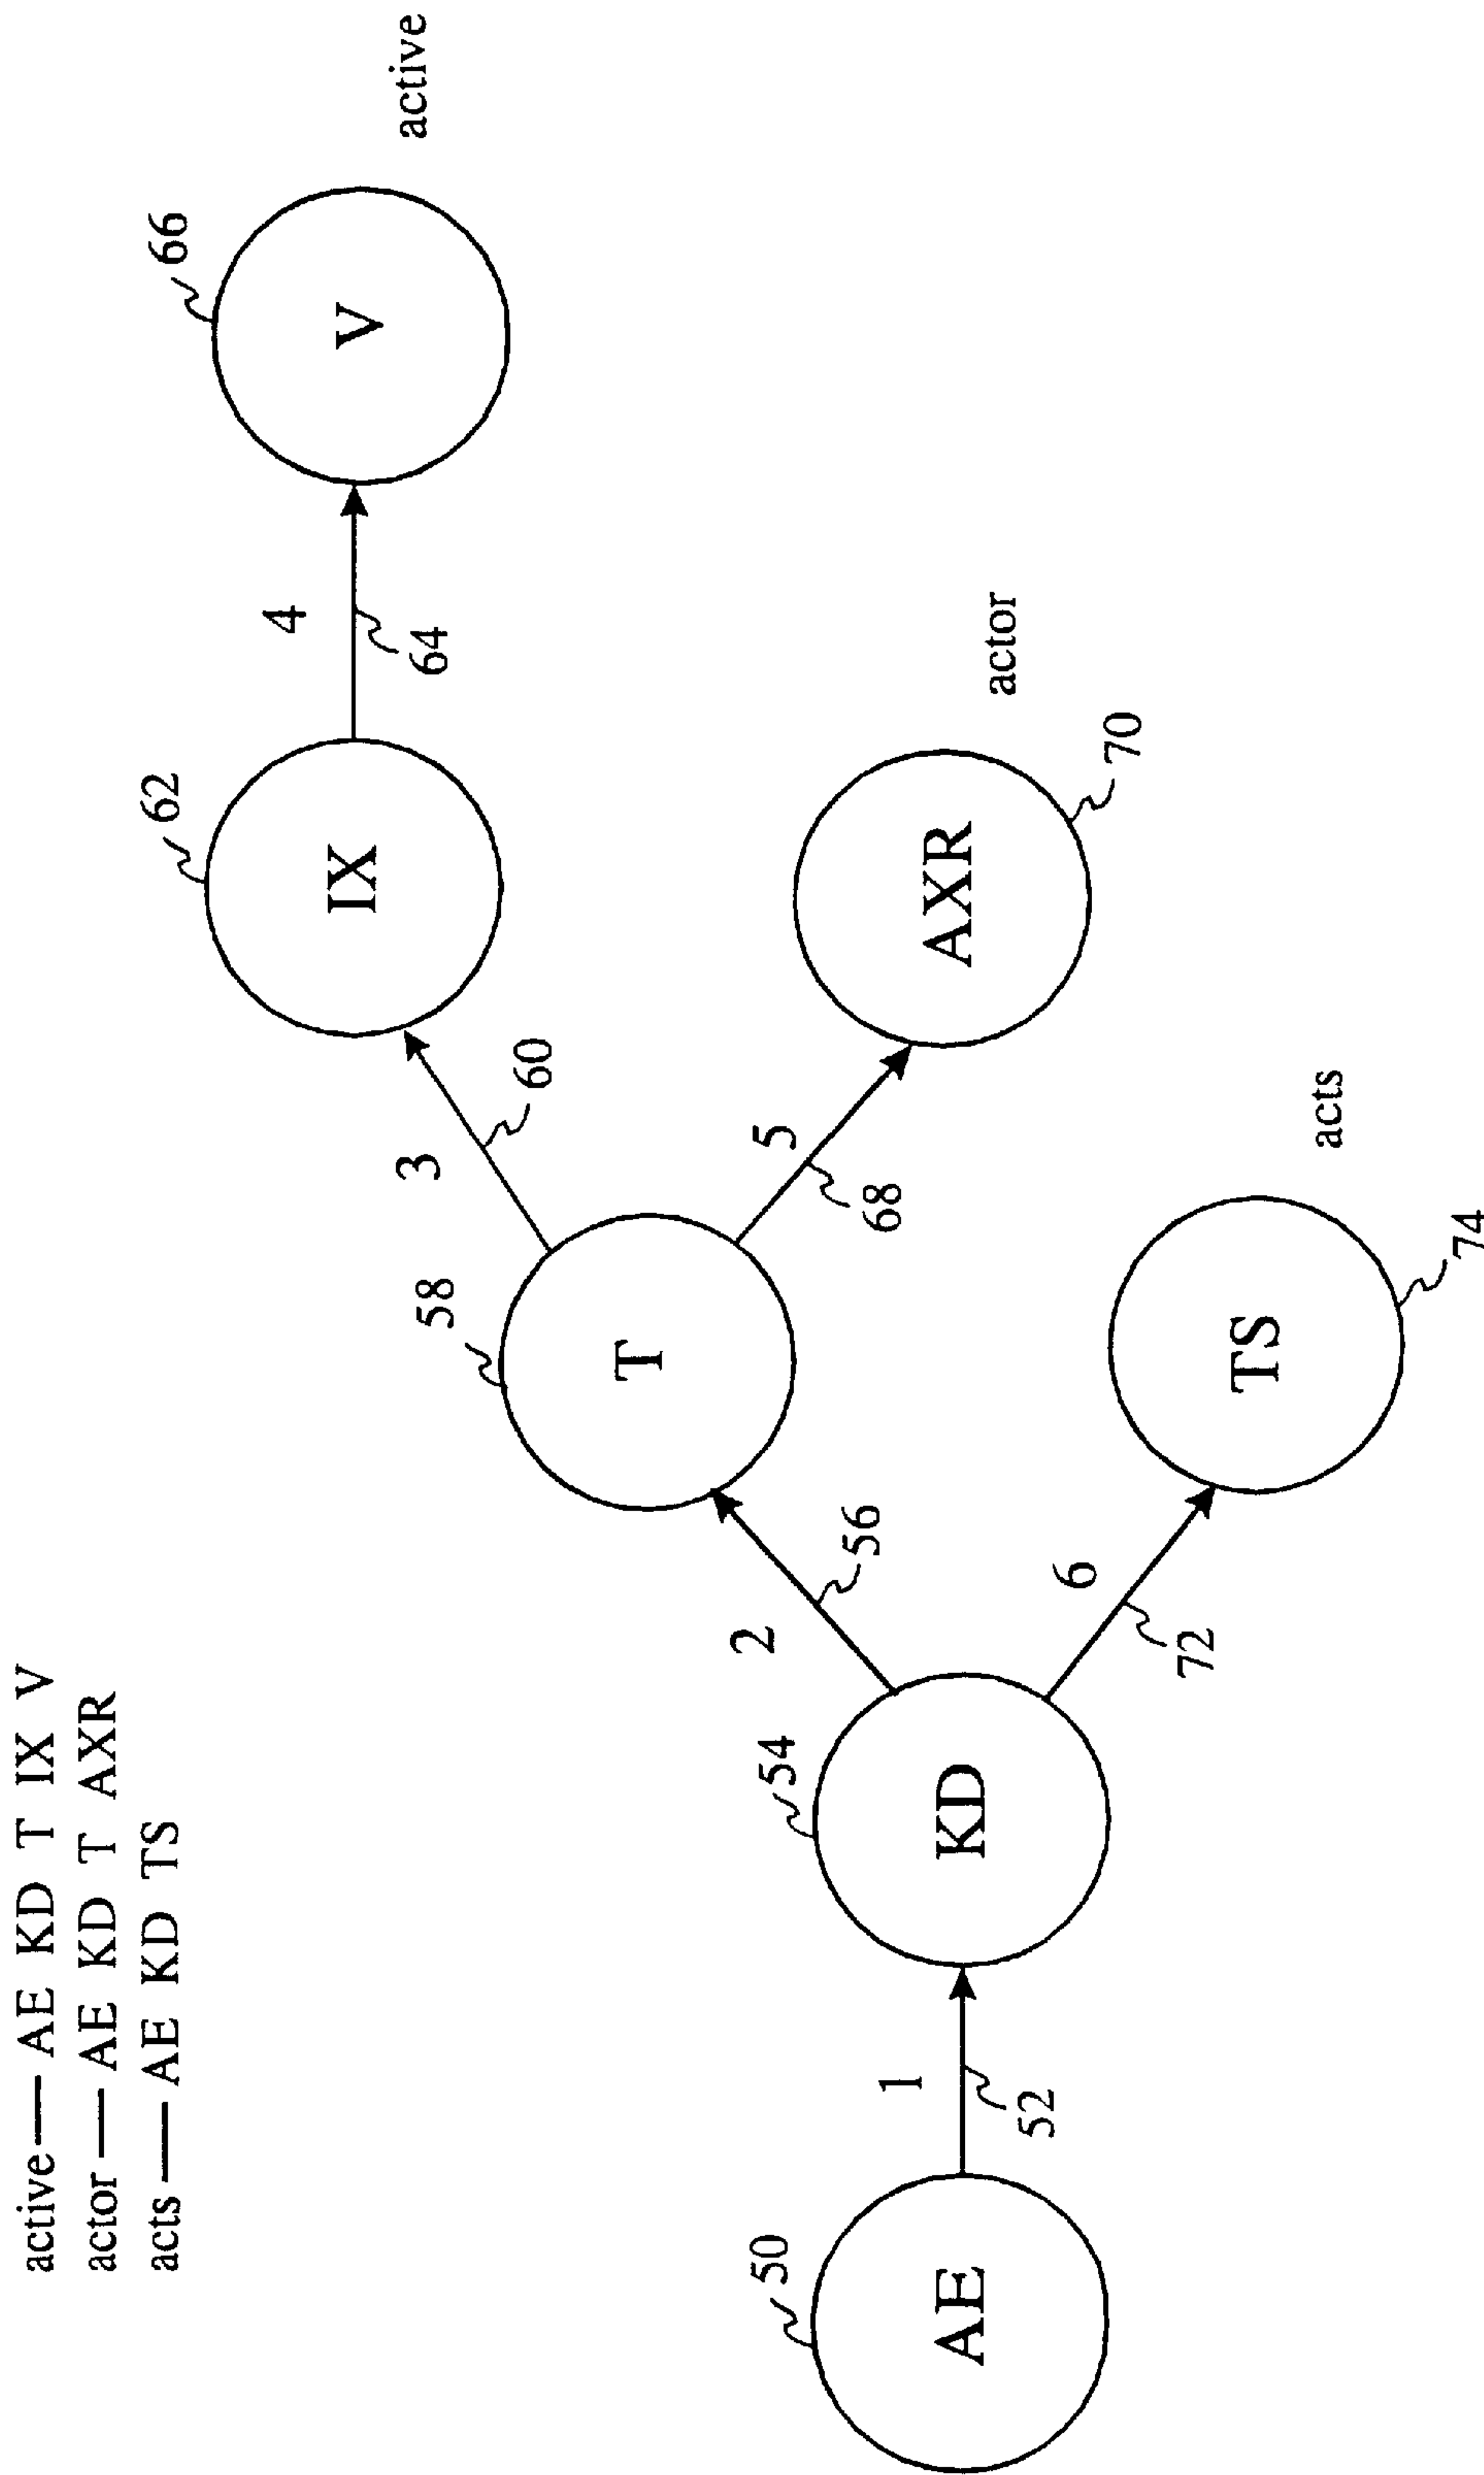 active — AE KD T IX V
actor — AE KD T AXR
acts — AE KD TS
66
V
active
4
64
62
IX
3
60
58
T
5
68
AXR
70
actor
2
56
54
KD
6
72
TS
74
acts
1
52
50
AE